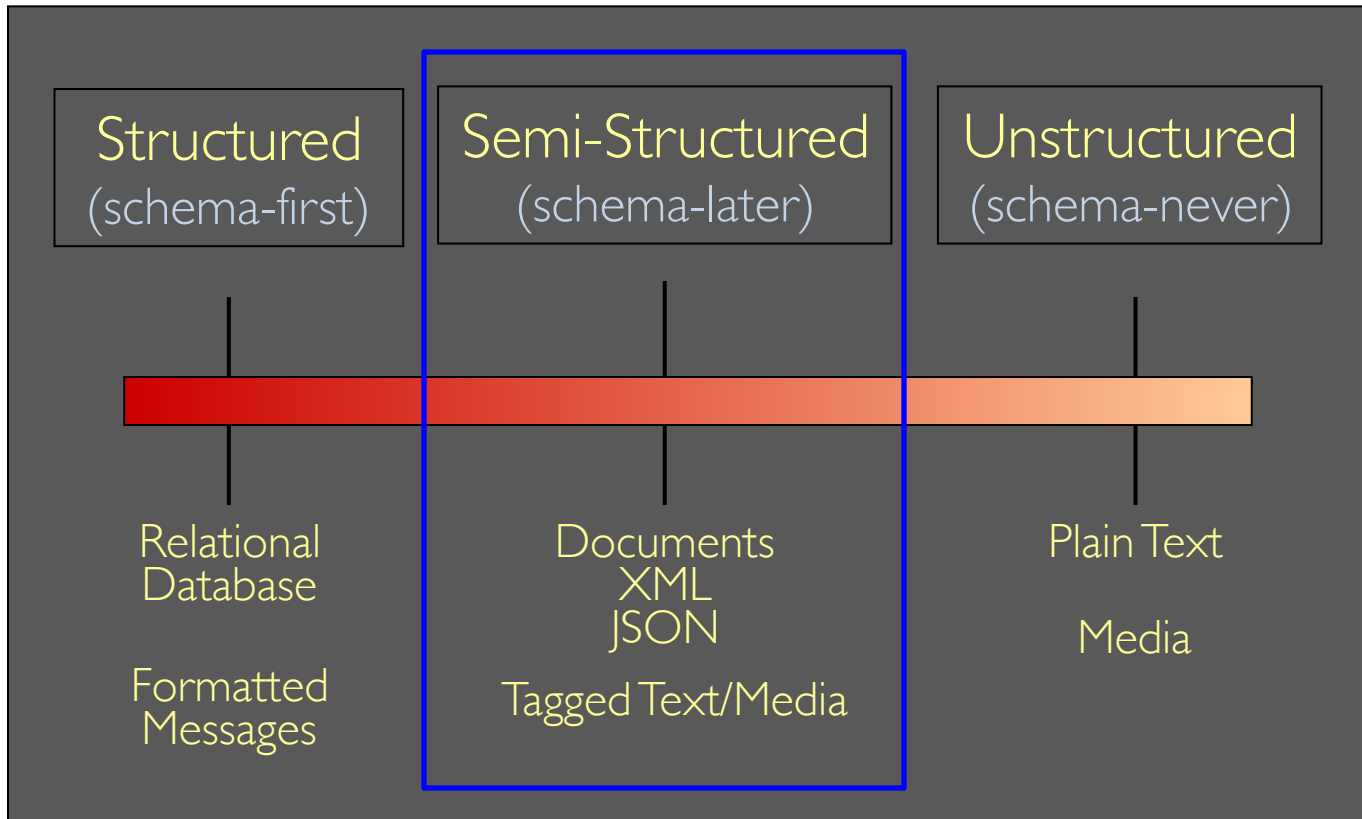 Structured
(schema-first)
Semi-Structured
(schema-later)
Unstructured
(schema-never)
Relational
Database
Formatted
Messages
Documents
XML
JSON
Tagged Text/Media
Plain Text
Media